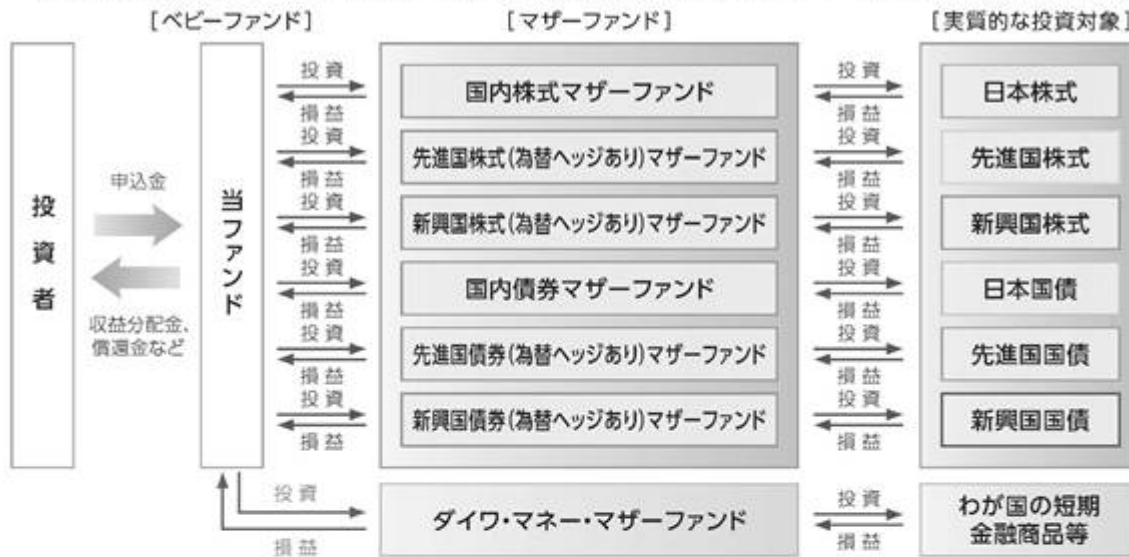 [ベビーファンド]
[マザーファンド]
[実質的な投資対象]
投資者
申込金
収益分配金、
償還金など
当ファンド
投資
損益
国内株式マザーファンド
投資
損益
日本株式
投資
損益
先進国株式(為替ヘッジあり)マザーファンド
投資
損益
先進国株式
投資
損益
新興国株式(為替ヘッジあり)マザーファンド
投資
損益
新興国株式
投資
損益
国内債券マザーファンド
投資
損益
日本国債
投資
損益
先進国債券(為替ヘッジあり)マザーファンド
投資
損益
先進国国債
投資
損益
新興国債券(為替ヘッジあり)マザーファンド
投資
損益
新興国国債
投資
損益
ダイワ・マネー・マザーファンド
投資
損益
わが国の短期
金融商品等